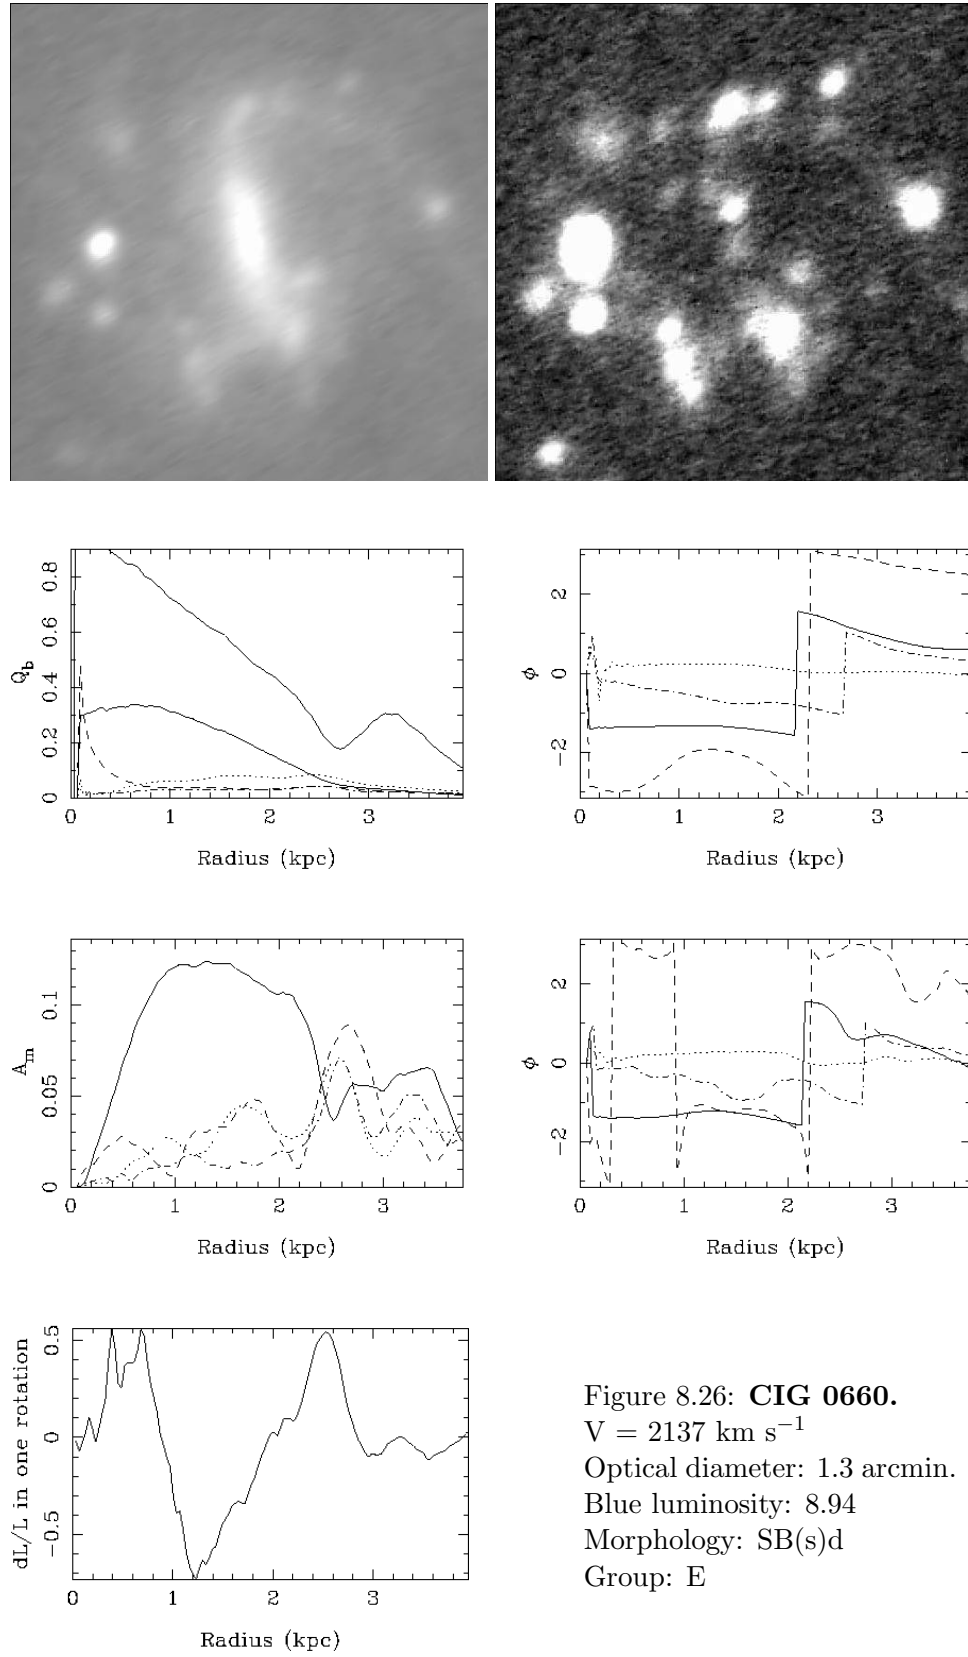 0.8
0.6
0.4
0.2
0
Q_b
0 1 2 3
Radius (kpc)
2
0
−2
ϕ
0 1 2 3
Radius (kpc)
0.1
0.05
0
A_m
0 1 2 3
Radius (kpc)
2
0
−2
ϕ
0 1 2 3
Radius (kpc)
0.5
0
−0.5
dL/L in one rotation
0 1 2 3
Radius (kpc)
Figure 8.26: CIG 0660.
V = 2137 km s⁻¹
Optical diameter: 1.3 arcmin.
Blue luminosity: 8.94
Morphology: SB(s)d
Group: E